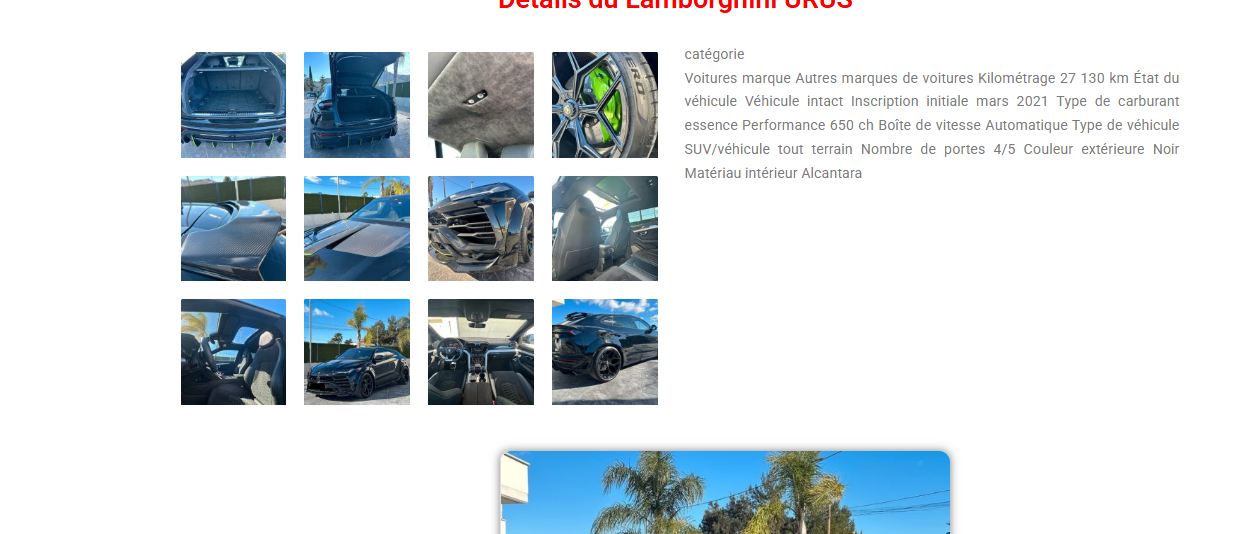 Détails du Lamborghini URUS
catégorie
Voitures marque Autres marques de voitures Kilométrage 27 130 km État du
véhicule Véhicule intact Inscription initiale mars 2021 Type de carburant
essence Performance 650 ch Boîte de vitesse Automatique Type de véhicule
SUV/véhicule tout terrain Nombre de portes 4/5 Couleur extérieure Noir
Matériau intérieur Alcantara